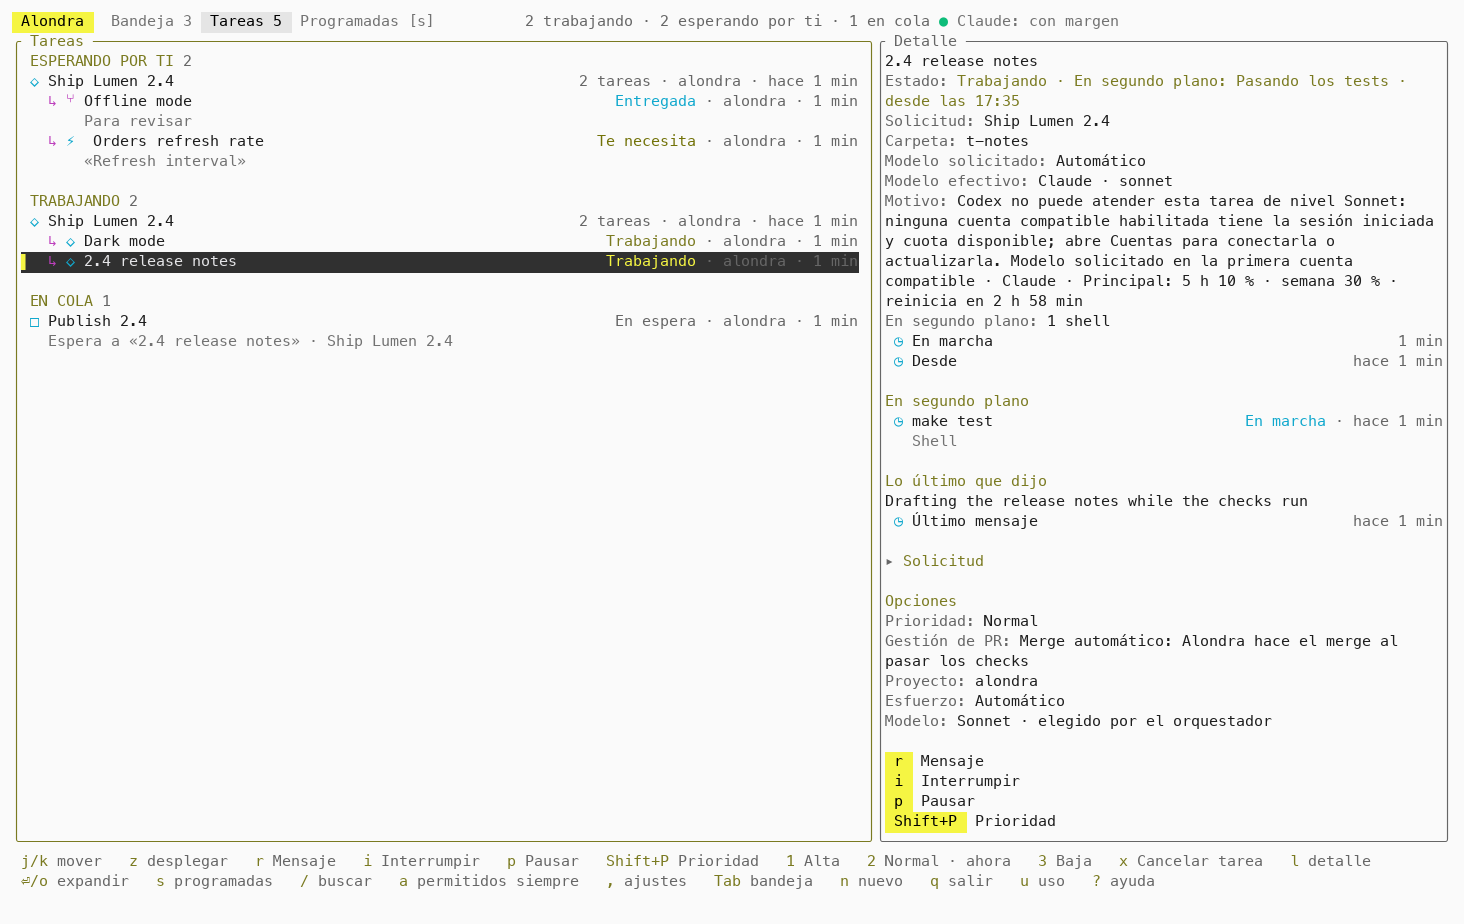 Alondra  Bandeja 3  Tareas 5  Programadas [s]  2 trabajando · 2 esperando por ti · 1 en cola ● Claude: con margen
Tareas
ESPERANDO POR TI 2
◇ Ship Lumen 2.4  2 tareas · alondra · hace 1 min
↳ ⑂ Offline mode  Entregada · alondra · 1 min
Para revisar
↳ ⚡ Orders refresh rate  Te necesita · alondra · 1 min
«Refresh interval»
TRABAJANDO 2
◇ Ship Lumen 2.4  2 tareas · alondra · hace 1 min
↳ ◇ Dark mode  Trabajando · alondra · 1 min
↳ ◇ 2.4 release notes  Trabajando · alondra · 1 min
EN COLA 1
□ Publish 2.4  En espera · alondra · 1 min
Espera a «2.4 release notes» · Ship Lumen 2.4
Detalle
2.4 release notes
Estado: Trabajando · En segundo plano: Pasando los tests ·
desde las 17:35
Solicitud: Ship Lumen 2.4
Carpeta: t—notes
Modelo solicitado: Automático
Modelo efectivo: Claude · sonnet
Motivo: Codex no puede atender esta tarea de nivel Sonnet:
ninguna cuenta compatible habilitada tiene la sesión iniciada
y cuota disponible; abre Cuentas para conectarla o
actualizarla. Modelo solicitado en la primera cuenta
compatible · Claude · Principal: 5 h 10 % · semana 30 % ·
reinicia en 2 h 58 min
En segundo plano: 1 shell
◷ En marcha  1 min
◷ Desde  hace 1 min
En segundo plano
◷ make test  En marcha · hace 1 min
Shell
Lo último que dijo
Drafting the release notes while the checks run
◷ Último mensaje  hace 1 min
▸ Solicitud
Opciones
Prioridad: Normal
Gestión de PR: Merge automático: Alondra hace el merge al
pasar los checks
Proyecto: alondra
Esfuerzo: Automático
Modelo: Sonnet · elegido por el orquestador
r Mensaje
i Interrumpir
p Pausar
Shift+P Prioridad
j/k mover  z desplegar  r Mensaje  i Interrumpir  p Pausar  Shift+P Prioridad  1 Alta  2 Normal · ahora  3 Baja  x Cancelar tarea  l detalle
⏎/o expandir  s programadas  / buscar  a permitidos siempre  , ajustes  Tab bandeja  n nuevo  q salir  u uso  ? ayuda